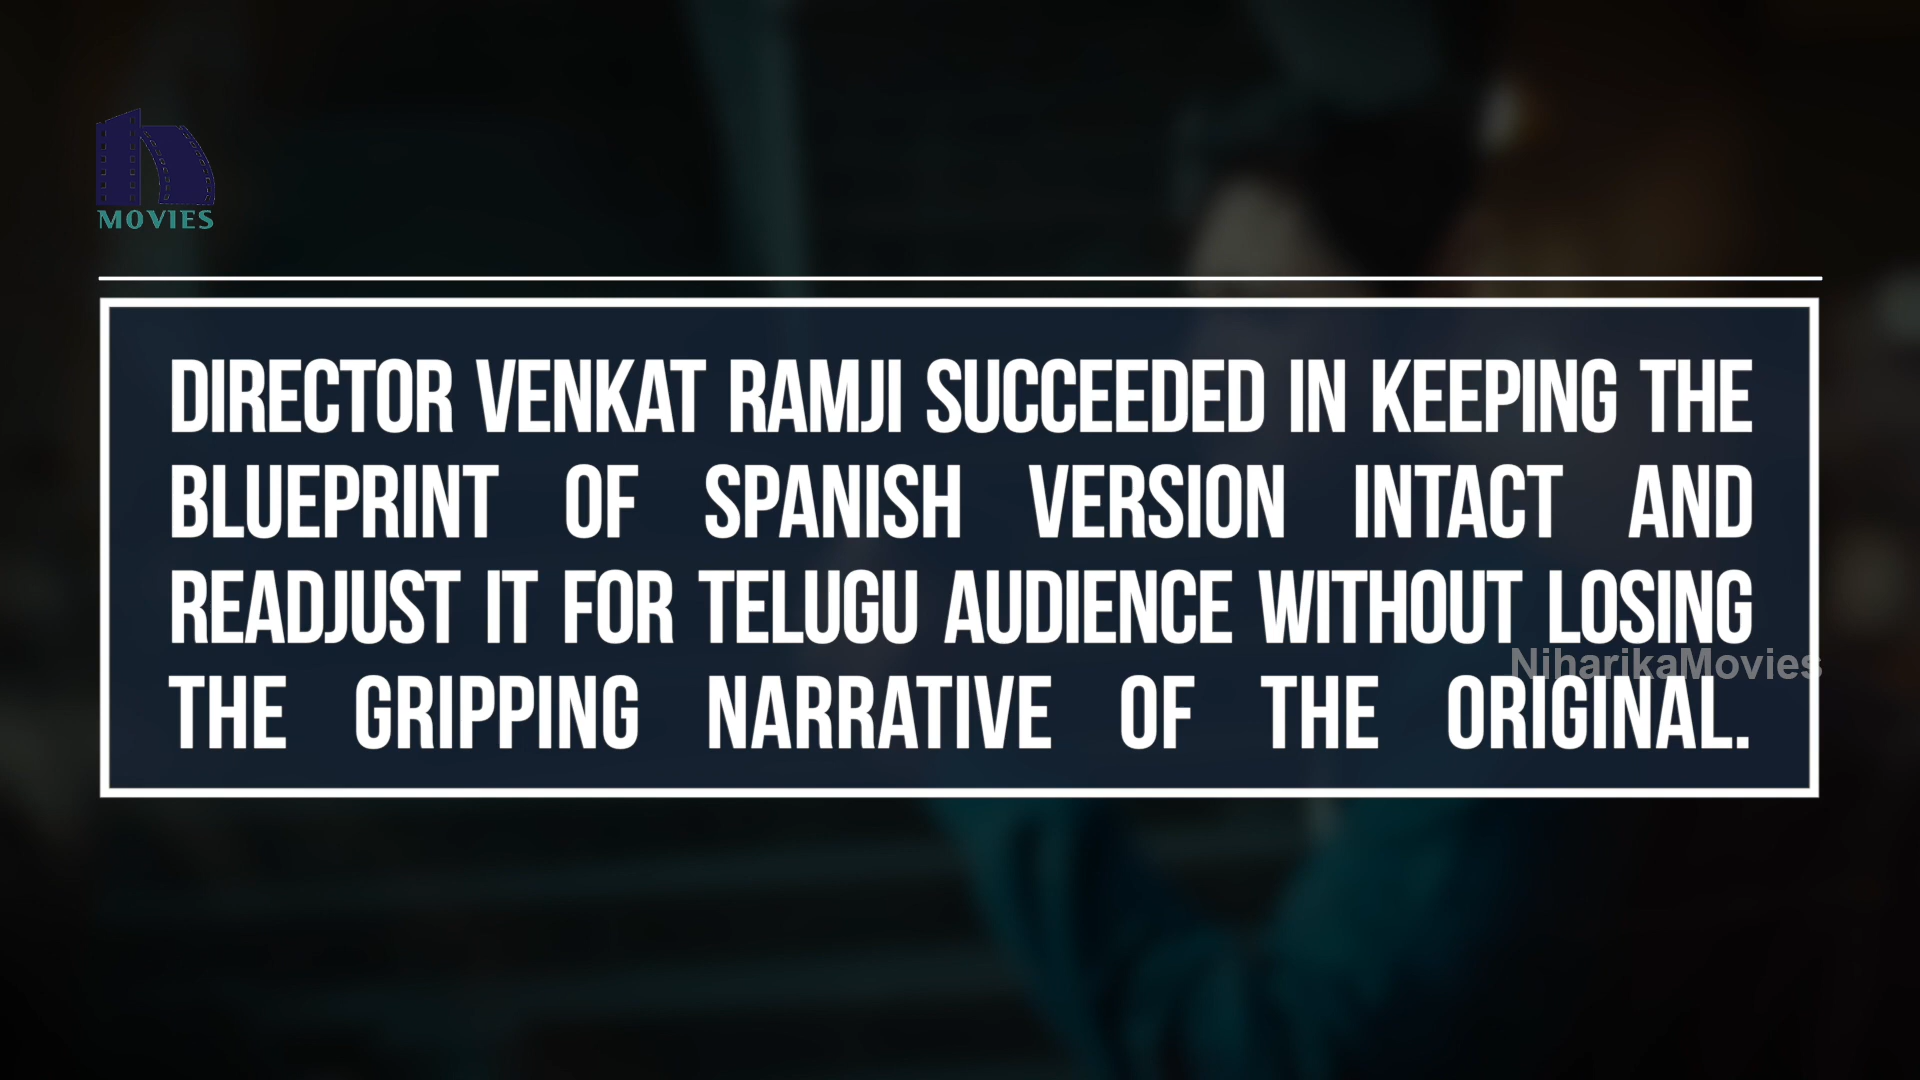 MOVIES
DIRECTOR VENKAT RAMJI SUCCEEDED IN KEEPING THE
BLUEPRINT OF SPANISH VERSION INTACT AND
READJUST IT FOR TELUGU AUDIENCE WITHOUT LOSING
NiharikaMovies
THE GRIPPING NARRATIVE OF THE ORIGINAL.